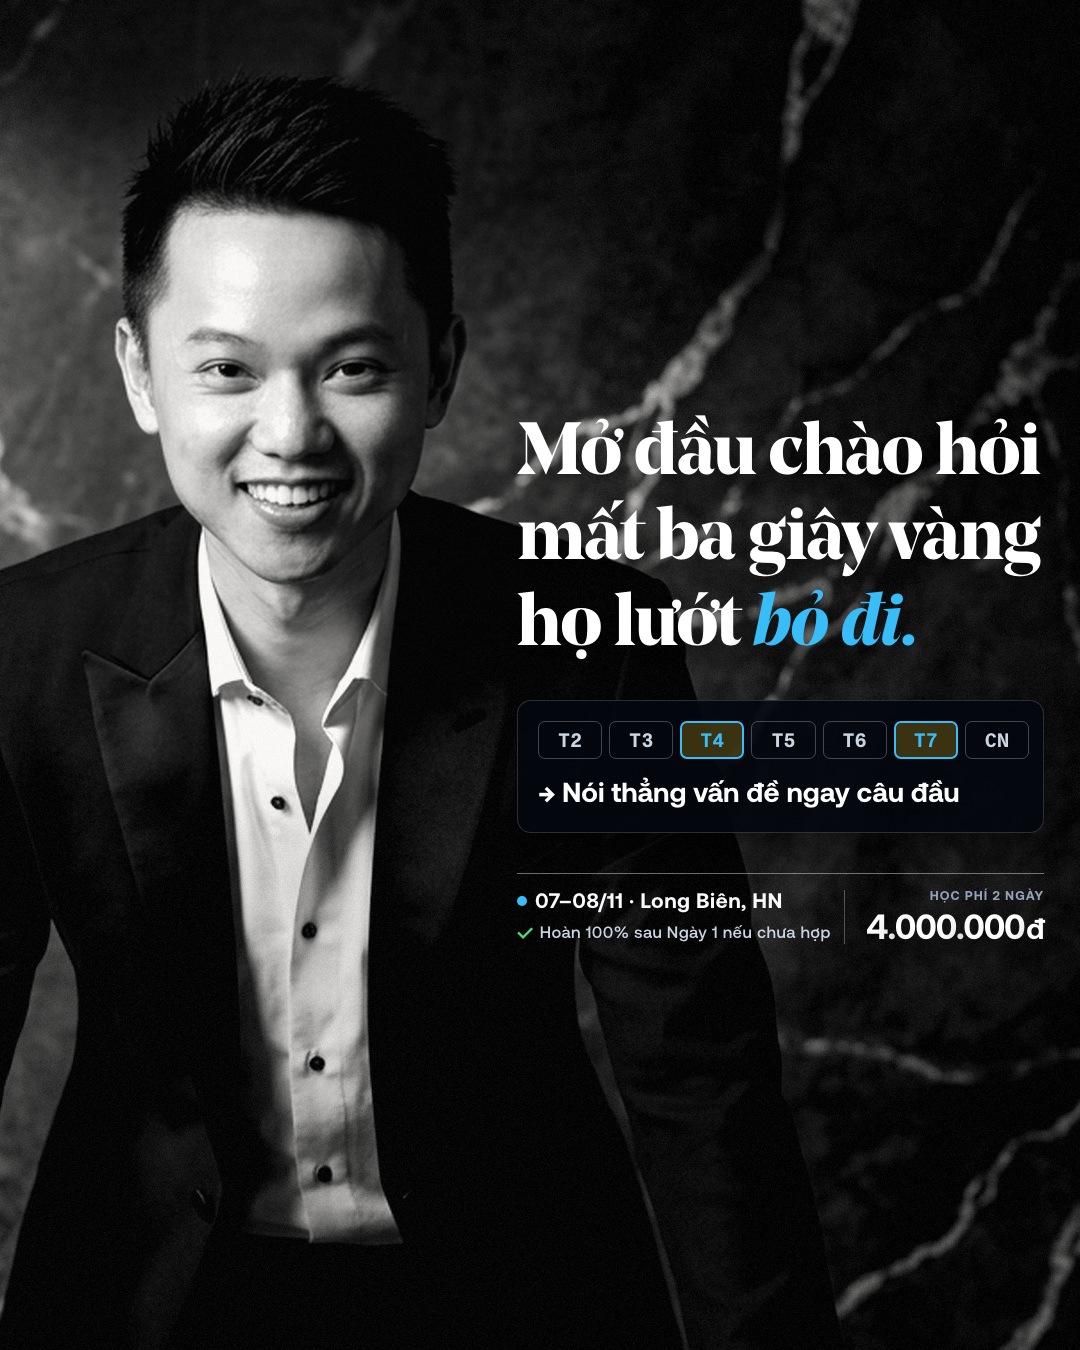 Mở đầu chào hỏi
mất ba giây vàng
họ lướt bỏ đi.
T2 T3 T4 T5 T6 T7 CN
→ Nói thẳng vấn đề ngay câu đầu
07–08/11 · Long Biên, HN
✓ Hoàn 100% sau Ngày 1 nếu chưa hợp
HỌC PHÍ 2 NGÀY
4.000.000đ